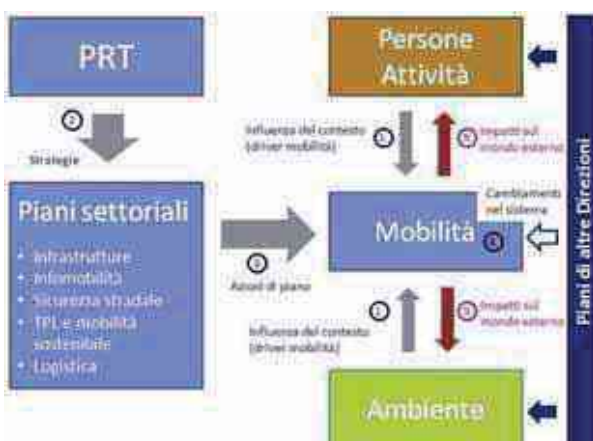 PRT
2
Strategie
Piani settoriali
• Infrastrutture
• Infomobilità
• Sicurezza stradale
• TPL e mobilità
sostenibile
• Logistica
Azioni di piano
Persone
Attività
Influenza del contesto
(driver mobilità)
Impatti sul
mondo esterno
Mobilità
Cambiamento
nel sistema
Influenza del contesto
(driver mobilità)
Impatti sul
mondo esterno
Ambiente
Piani di altre Direzioni